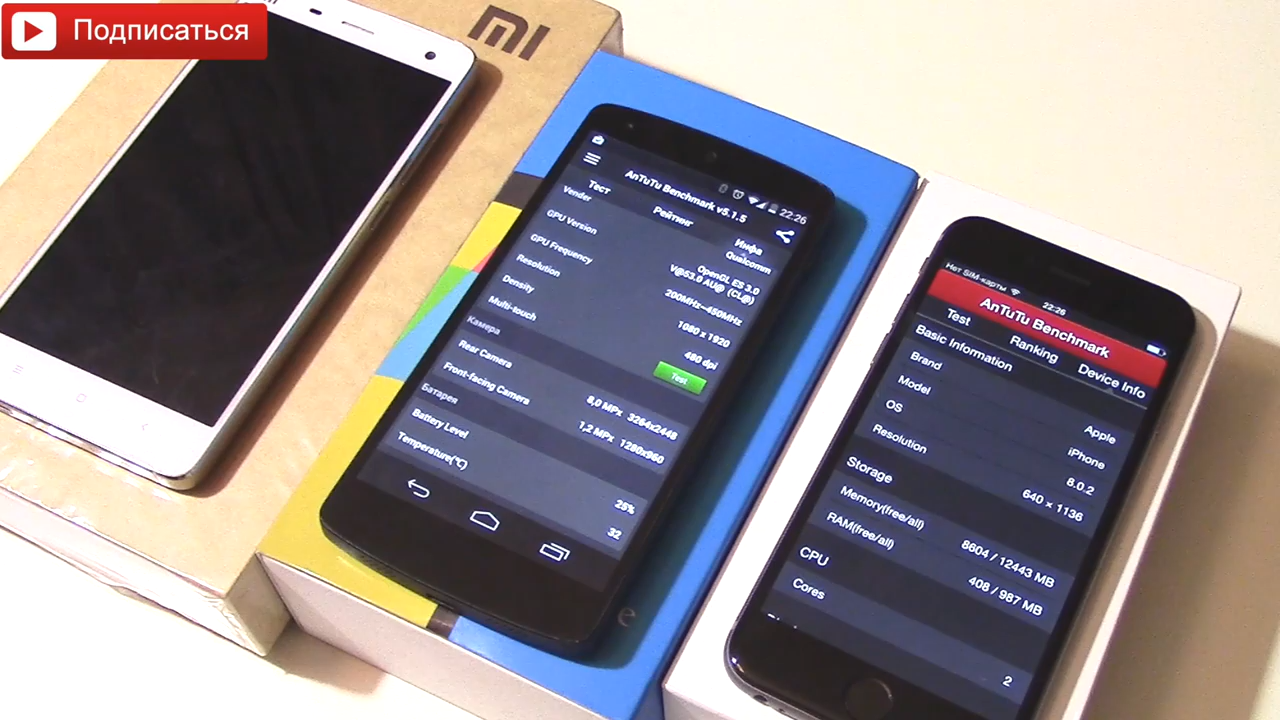 Подписаться
MI
22:26
AnTuTu Benchmark v5.1.5
Тест
Рейтинг
Инфа
Vender
Qualcomm
GPU Version
OpenGL ES 3.0
V@53.0 AU@ (CL@)
GPU Frequency
200MHz~450MHz
Resolution
1080 x 1920
Density
480 dpi
Multi-touch
Test
Камера
Rear Camera
8,0 MPx 3264x2448
Front-facing Camera
1,2 MPx 1280x960
Батарея
Battery Level
25%
Temperature(°C)
32
e
Нет SIM-карты
22:26
AnTuTu Benchmark
Test
Ranking
Device Info
Basic Information
Brand
Apple
Model
iPhone
OS
8.0.2
Resolution
640 x 1136
Storage
Memory(free/all)
8604 / 12443 MB
RAM(free/all)
408 / 987 MB
CPU
Cores
2